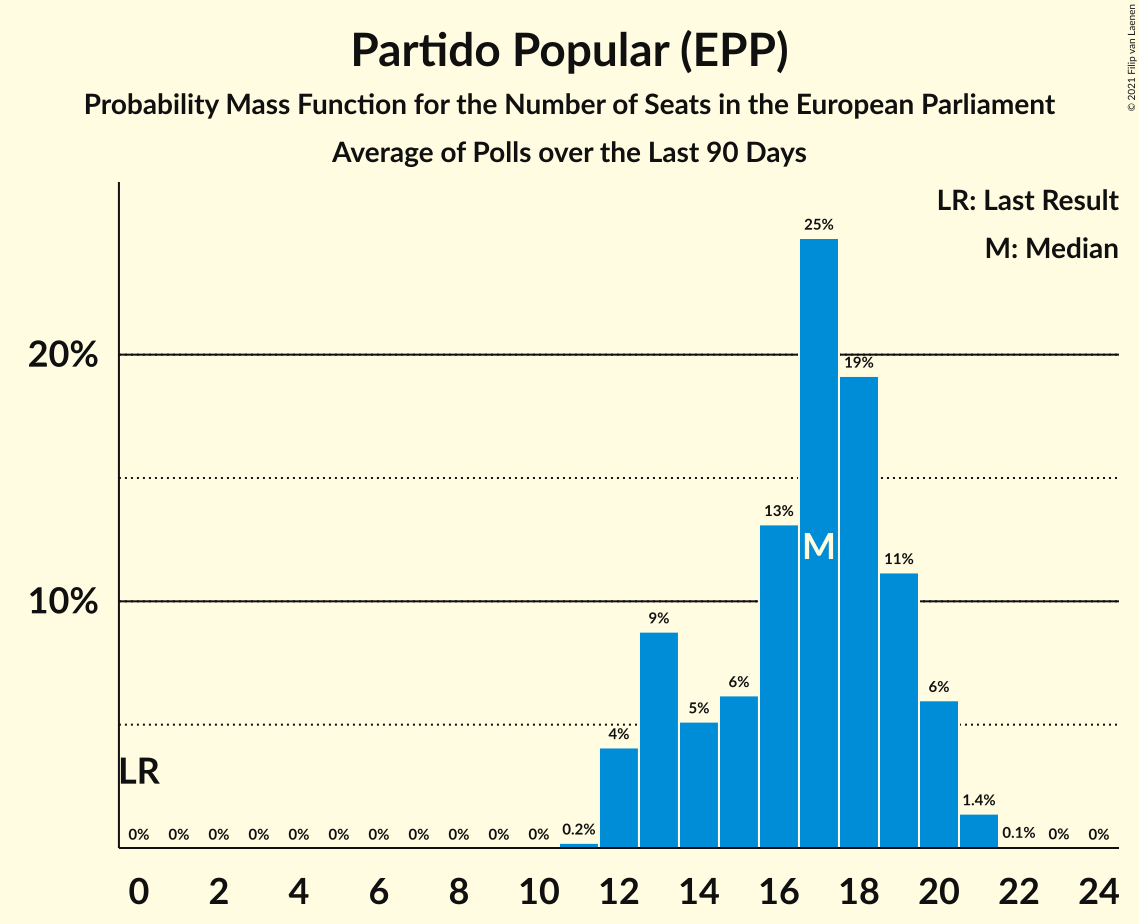 Partido Popular (EPP)
Probability Mass Function for the Number of Seats in the European Parliament
Average of Polls over the Last 90 Days
© 2021 Filip van Laenen
LR: Last Result
M: Median
25%
20%
19%
13%
M
11%
10%
9%
6%
6%
5%
4%
LR
1.4%
0% 0% 0% 0% 0% 0% 0% 0% 0% 0% 0% 0.2% 0.1% 0% 0%
0 2 4 6 8 10 12 14 16 18 20 22 24